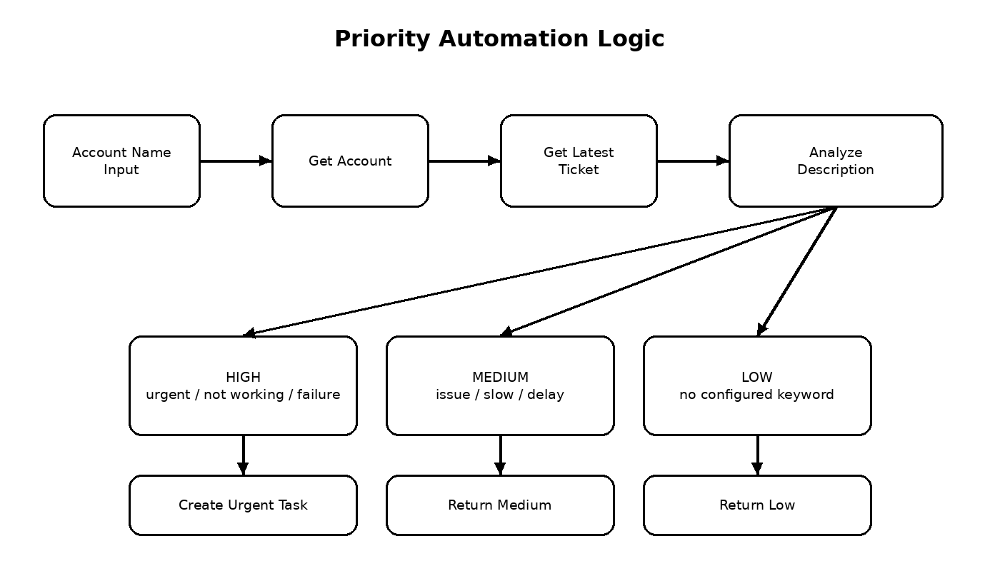 Priority Automation Logic
Account Name
Input
Get Account
Get Latest
Ticket
Analyze
Description
HIGH
urgent / not working / failure
MEDIUM
issue / slow / delay
LOW
no configured keyword
Create Urgent Task
Return Medium
Return Low